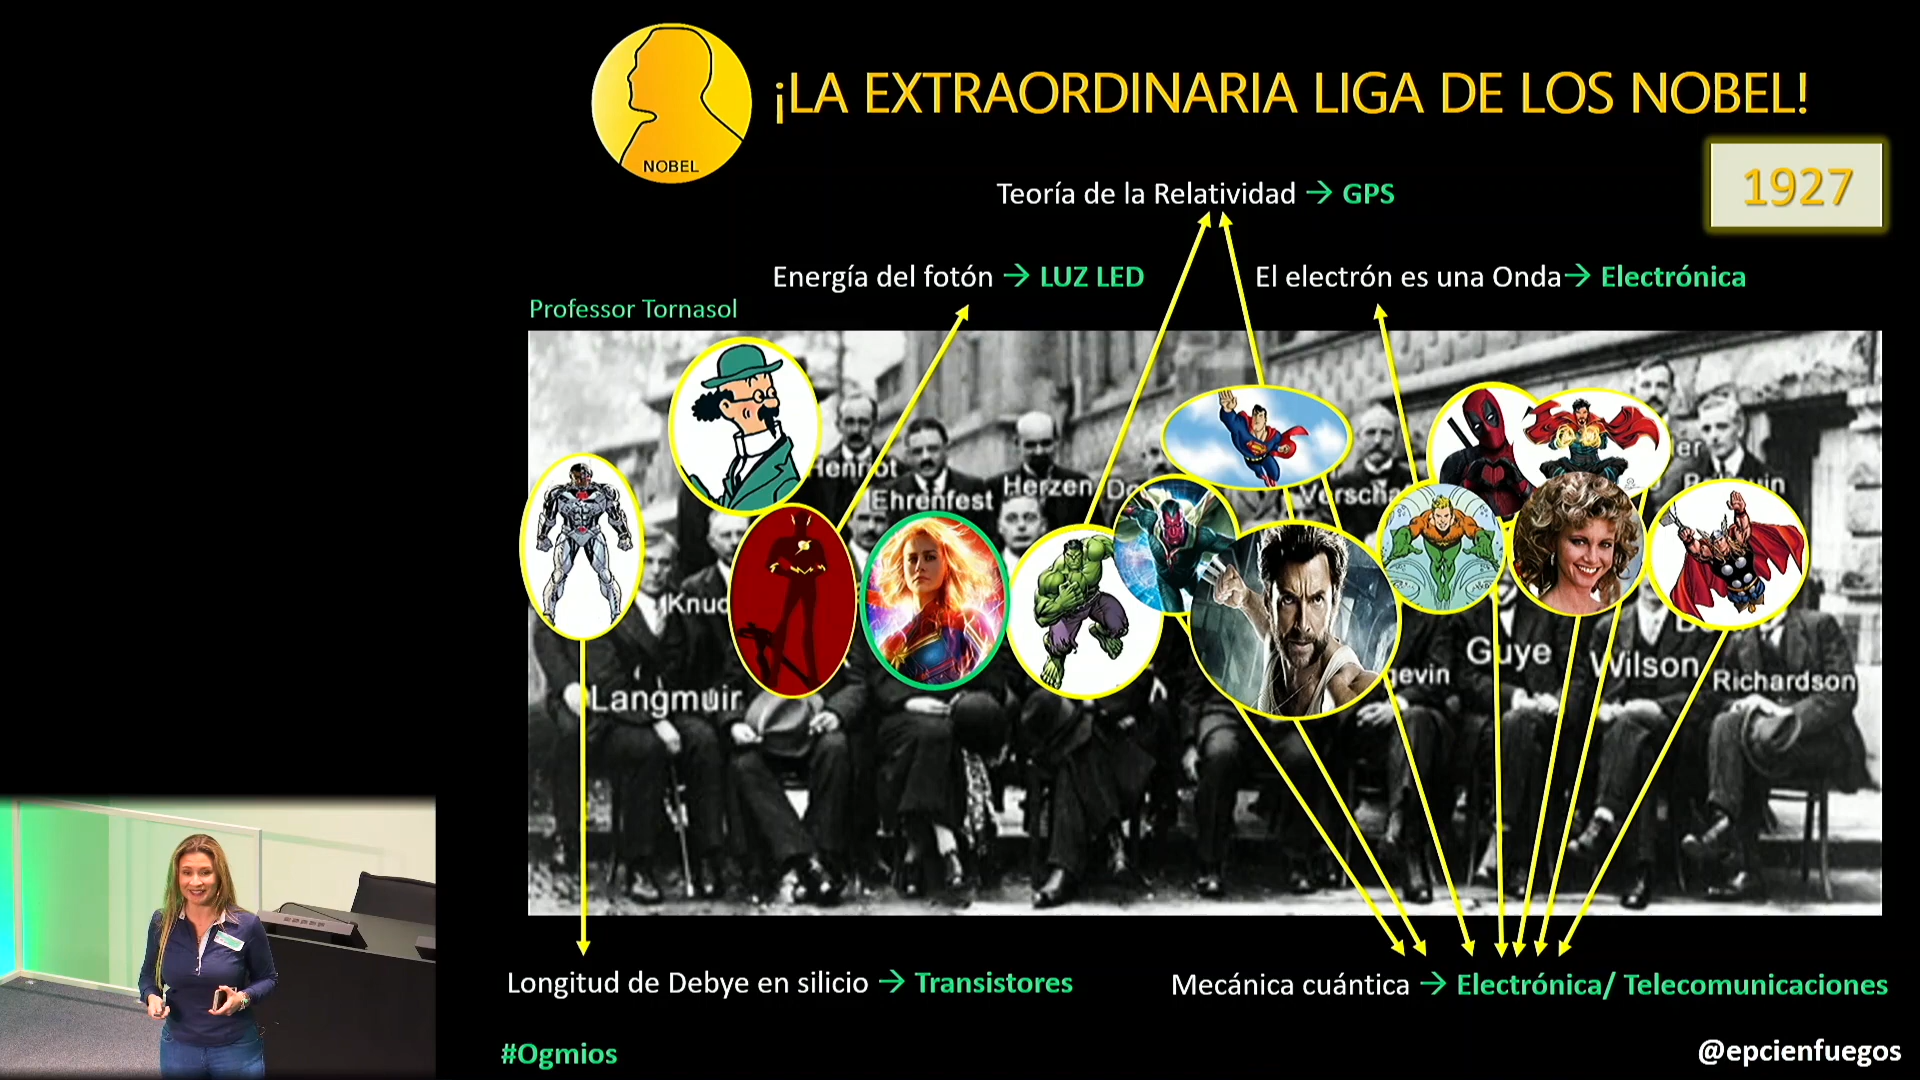 NOBEL
¡LA EXTRAORDINARIA LIGA DE LOS NOBEL!
1927
Teoría de la Relatividad → GPS
Energía del fotón → LUZ LED
El electrón es una Onda→ Electrónica
Professor Tornasol
Henriot
Ehrenfest
Herzen
Langmuir
Guye
Wilson
Richardson
Longitud de Debye en silicio → Transistores
Mecánica cuántica → Electrónica/ Telecomunicaciones
#Ogmios
@epcienfuegos